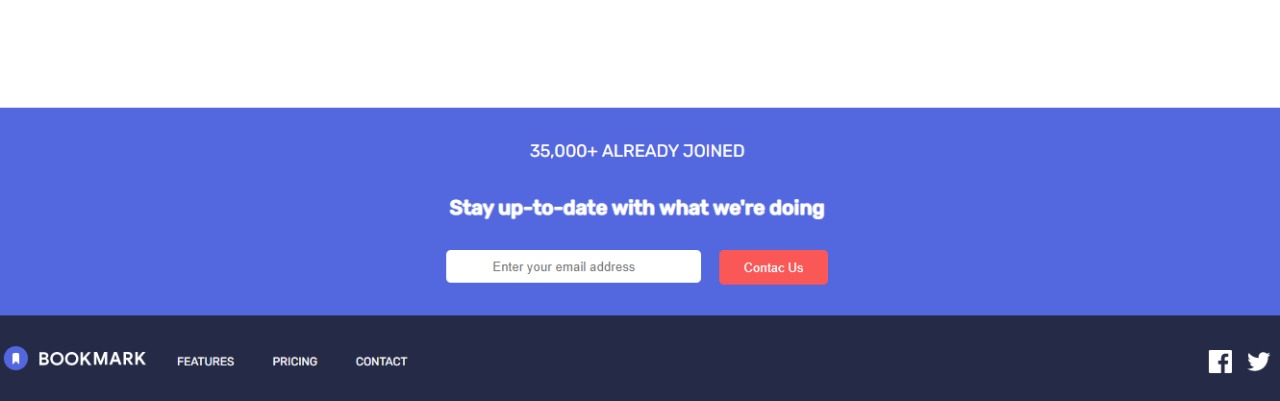 35,000+ ALREADY JOINED
Stay up-to-date with what we're doing
Enter your email address Contac Us
BOOKMARK FEATURES PRICING CONTACT